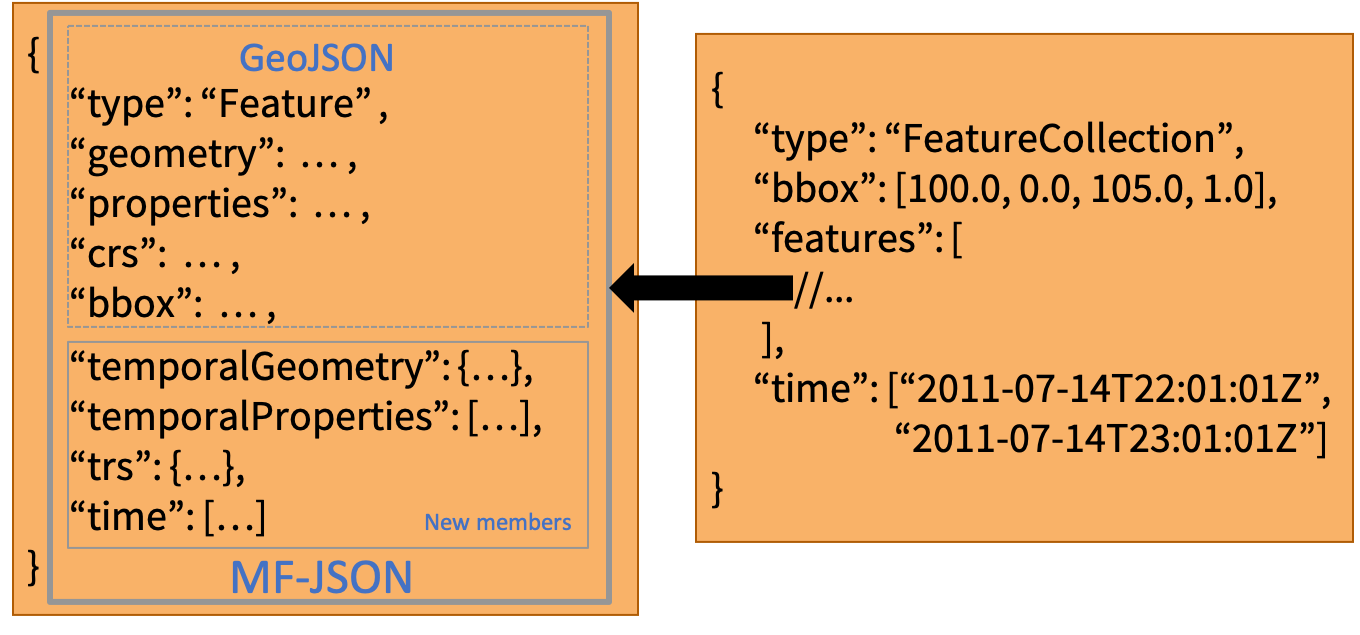 {
GeoJSON
“type”: “Feature” ,
“geometry”: … ,
“properties”: … ,
“crs”: … ,
“bbox”: … ,
“temporalGeometry”: {…},
“temporalProperties”: […],
“trs”: {…},
“time”: […]
New members
}
MF-JSON
{
“type”: “FeatureCollection”,
“bbox”: [100.0, 0.0, 105.0, 1.0],
“features”: [
//...
],
“time”: [“2011-07-14T22:01:01Z”,
“2011-07-14T23:01:01Z”]
}